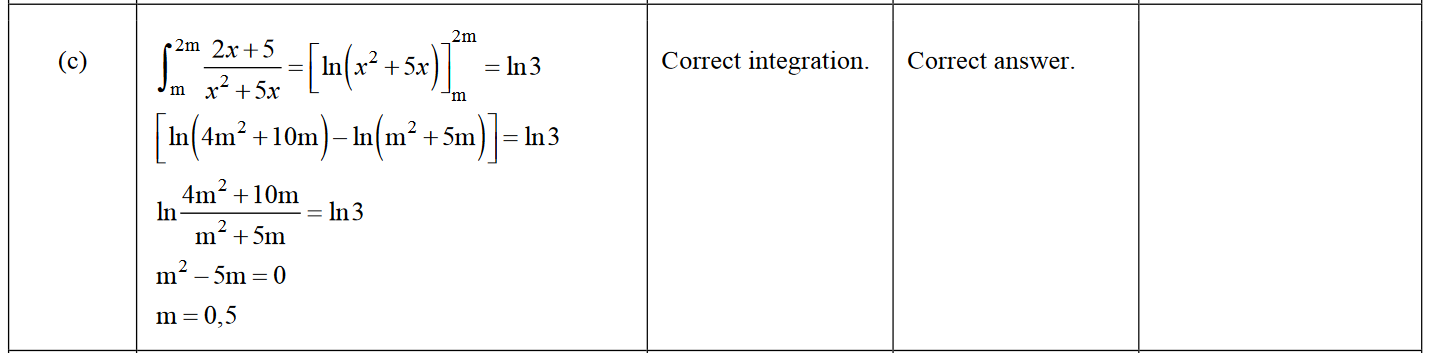 (c) ∫_m^{2m} (2x+5)/(x²+5x) = [ln(x²+5x)]_m^{2m} = ln3 Correct integration. Correct answer.
[ln(4m²+10m)−ln(m²+5m)] = ln3
ln (4m²+10m)/(m²+5m) = ln3
m²−5m = 0
m = 0,5